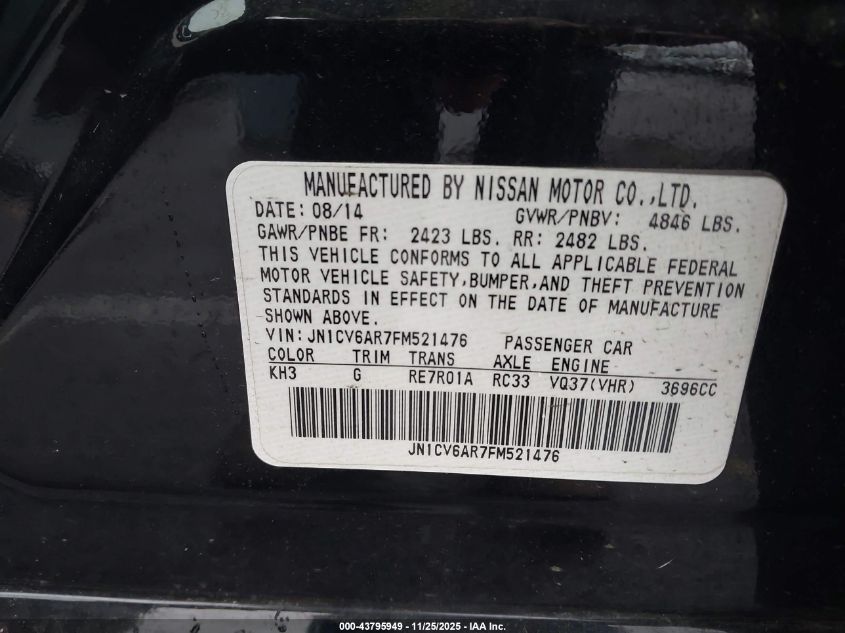 MANUFACTURED BY NISSAN MOTOR CO.,LTD.
DATE: 08/14 GVWR/PNBV: 4846 LBS.
GAWR/PNBE FR: 2423 LBS. RR: 2482 LBS.
THIS VEHICLE CONFORMS TO ALL APPLICABLE FEDERAL
MOTOR VEHICLE SAFETY,BUMPER,AND THEFT PREVENTION
STANDARDS IN EFFECT ON THE DATE OF MANUFACTURE
SHOWN ABOVE.
VIN:JN1CV6AR7FM521476 PASSENGER CAR
COLOR TRIM TRANS AXLE ENGINE
KH3 G RE7R01A RC33 VQ37(VHR) 3696CC
JN1CV6AR7FM521476
000-43795949 - 11/25/2025 - IAA Inc.